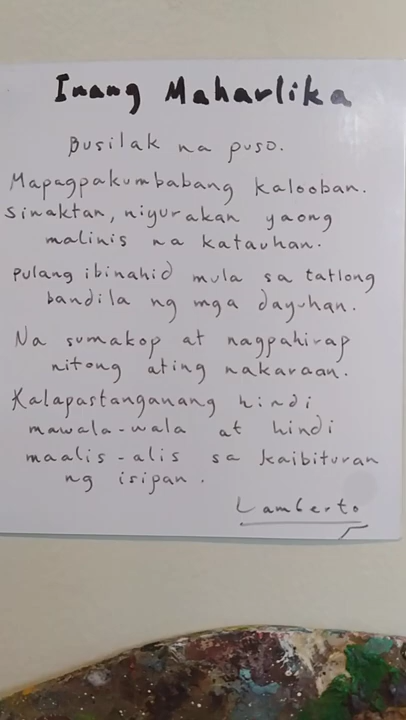 Inang Maharlika
Busilak na puso.
Mapagpakumbabang kalooban.
Sinaktan, niyurakan yaong
malinis na katauhan.
pulang ibinahid mula sa tatlong
bandila ng mga dayuhan.
Na sumakop at nagpahirap
nitong ating nakaraan.
Kalapastanganang hindi
mawala-wala at hindi
maalis-alis sa kaibituran
ng isipan.
Lamberto